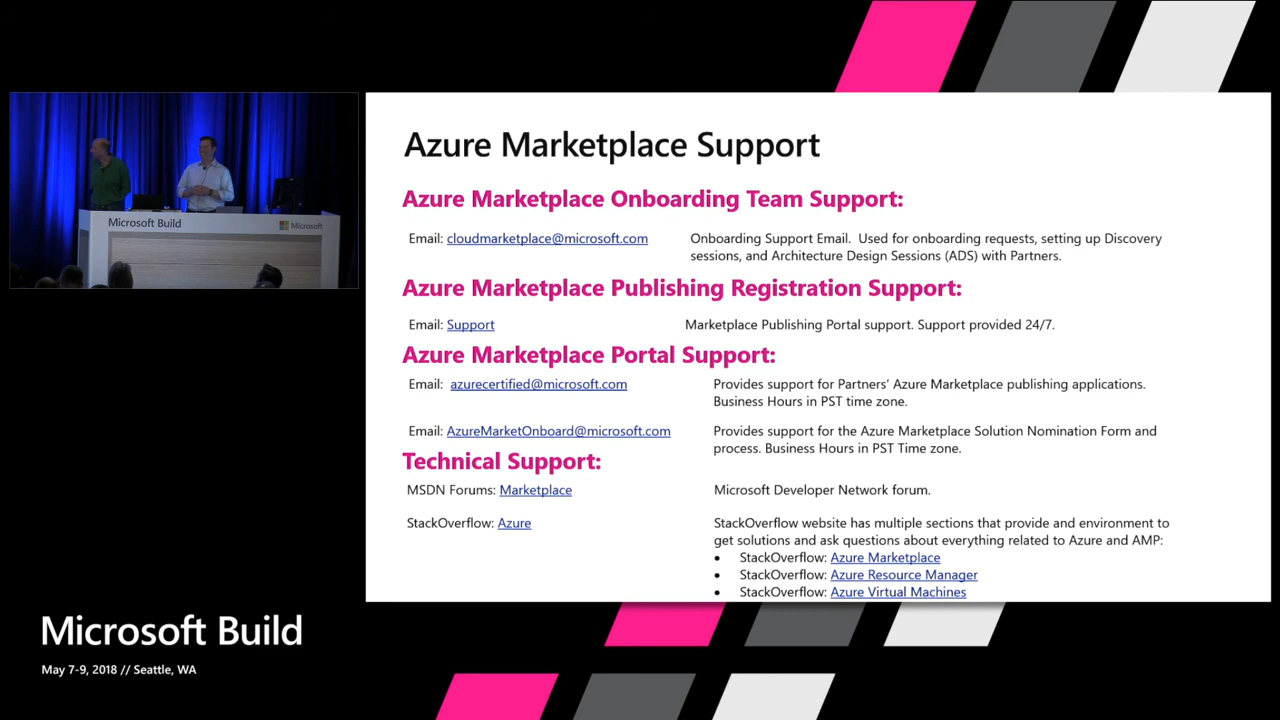 Azure Marketplace Support
Azure Marketplace Onboarding Team Support:
Email: cloudmarketplace@microsoft.com
Onboarding Support Email.  Used for onboarding requests, setting up Discovery
sessions, and Architecture Design Sessions (ADS) with Partners.
Azure Marketplace Publishing Registration Support:
Email: Support
Marketplace Publishing Portal support. Support provided 24/7.
Azure Marketplace Portal Support:
Email: azurecertified@microsoft.com
Provides support for Partners’ Azure Marketplace publishing applications.
Business Hours in PST time zone.
Email: AzureMarketOnboard@microsoft.com
Provides support for the Azure Marketplace Solution Nomination Form and
process. Business Hours in PST Time zone.
Technical Support:
MSDN Forums: Marketplace
Microsoft Developer Network forum.
StackOverflow: Azure
StackOverflow website has multiple sections that provide and environment to
get solutions and ask questions about everything related to Azure and AMP:
• StackOverflow: Azure Marketplace
• StackOverflow: Azure Resource Manager
• StackOverflow: Azure Virtual Machines
Microsoft Build
Microsoft
Microsoft Build
May 7-9, 2018 // Seattle, WA